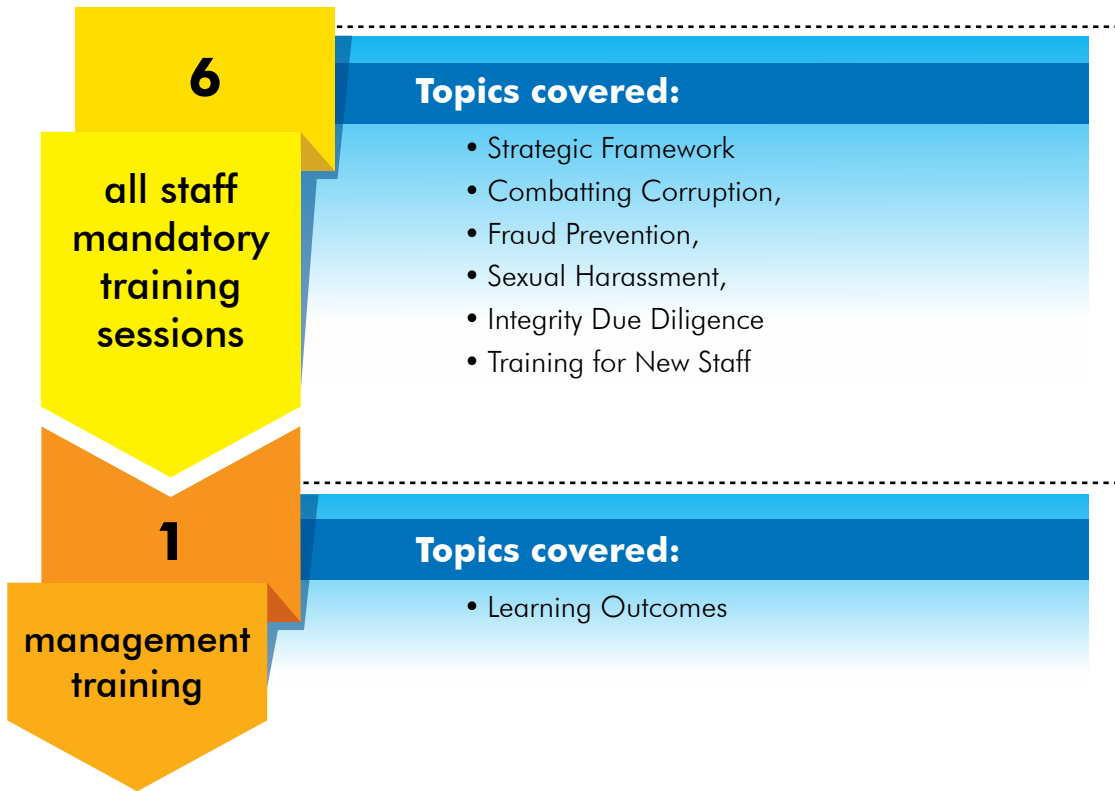 6
all staff
mandatory
training
sessions
Topics covered:
• Strategic Framework
• Combatting Corruption,
• Fraud Prevention,
• Sexual Harassment,
• Integrity Due Diligence
• Training for New Staff
1
management
training
Topics covered:
• Learning Outcomes